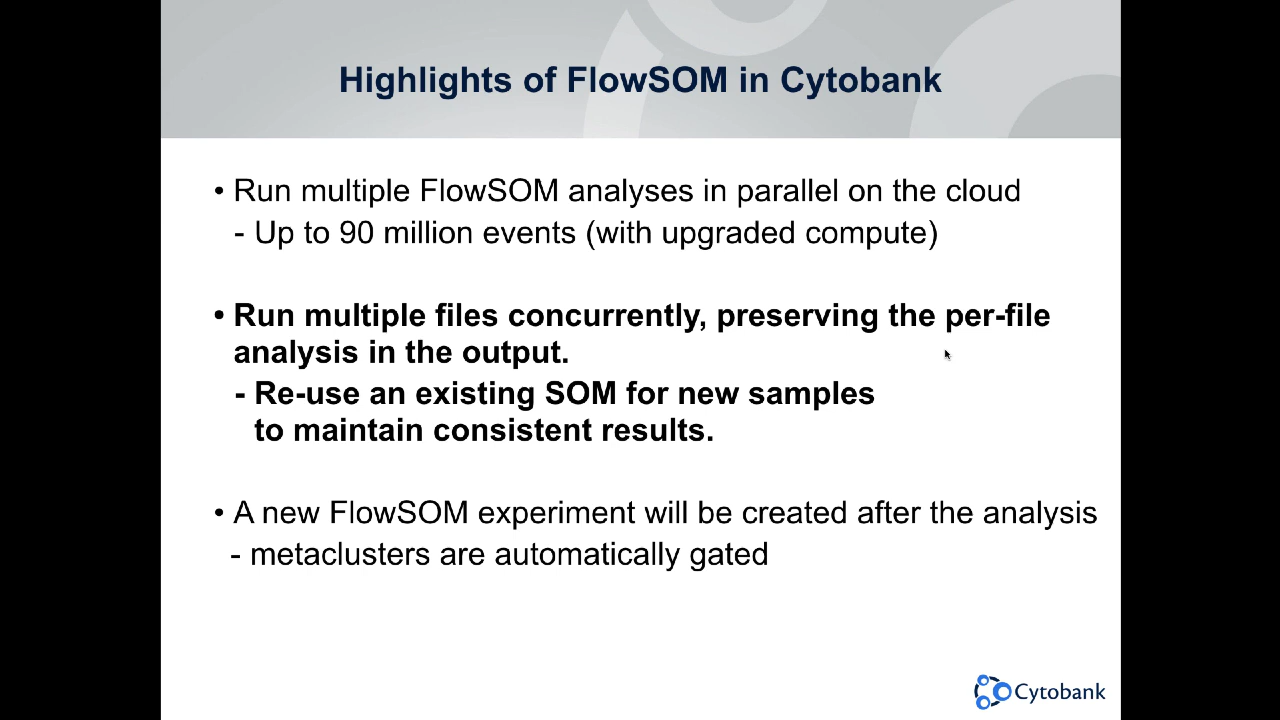 Highlights of FlowSOM in Cytobank
• Run multiple FlowSOM analyses in parallel on the cloud
- Up to 90 million events (with upgraded compute)
• Run multiple files concurrently, preserving the per-file
analysis in the output.
- Re-use an existing SOM for new samples
to maintain consistent results.
• A new FlowSOM experiment will be created after the analysis
- metaclusters are automatically gated
Cytobank